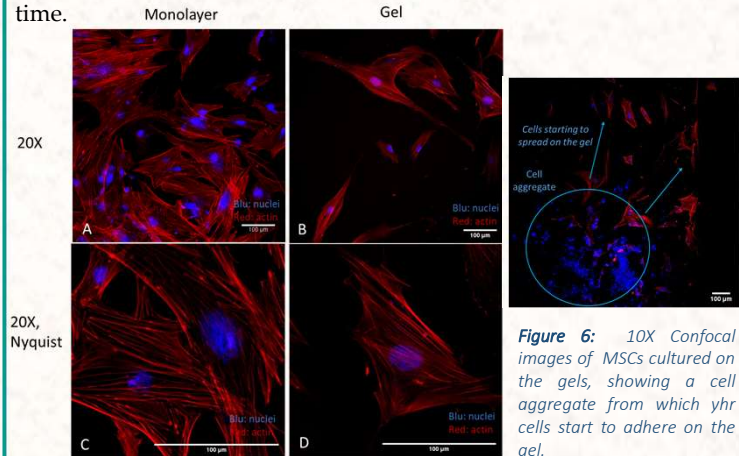 time.
Monolayer
Gel
20X
Blu: nuclei
Red: actin
A
100 µm
Blu: nuclei
Red: actin
B
100 µm
20X,
Nyquist
Blu: nuclei
Red: actin
C
100 µm
Blu: nuclei
Red: actin
D
100 µm
Cells starting to
spread on the gel
Cell
aggregate
100 µm
Figure 6: 10X Confocal
images of MSCs cultured on
the gels, showing a cell
aggregate from which yhr
cells start to adhere on the
gel.